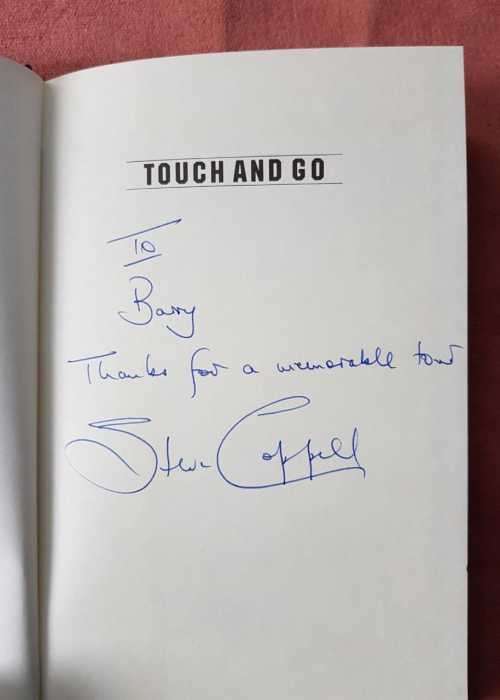 TOUCH AND GO
To
Barry
Thanks for a memorable tour
Steve Coppell